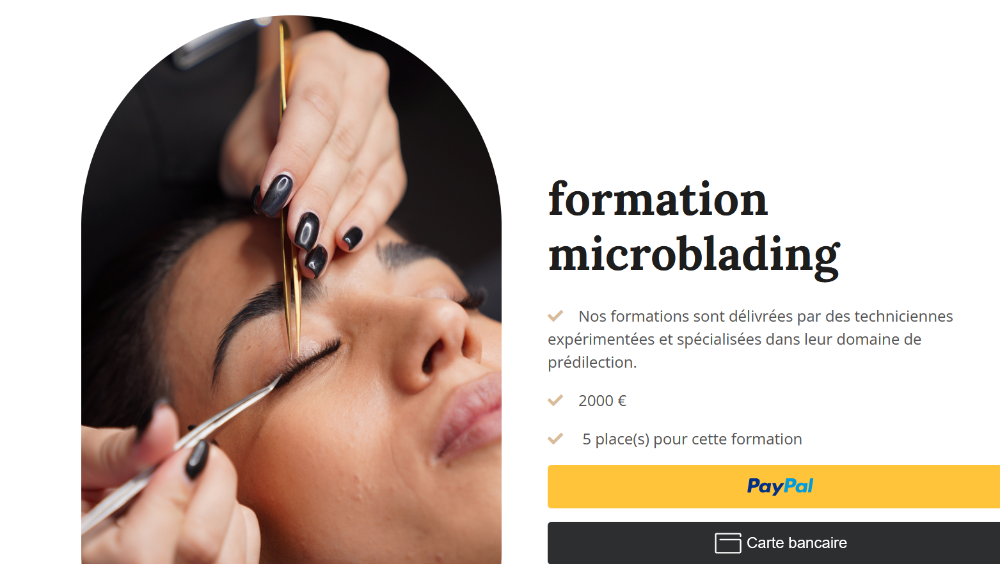 formation
microblading
Nos formations sont délivrées par des techniciennes
expérimentées et spécialisées dans leur domaine de
prédilection.
2000 €
5 place(s) pour cette formation
PayPal
Carte bancaire